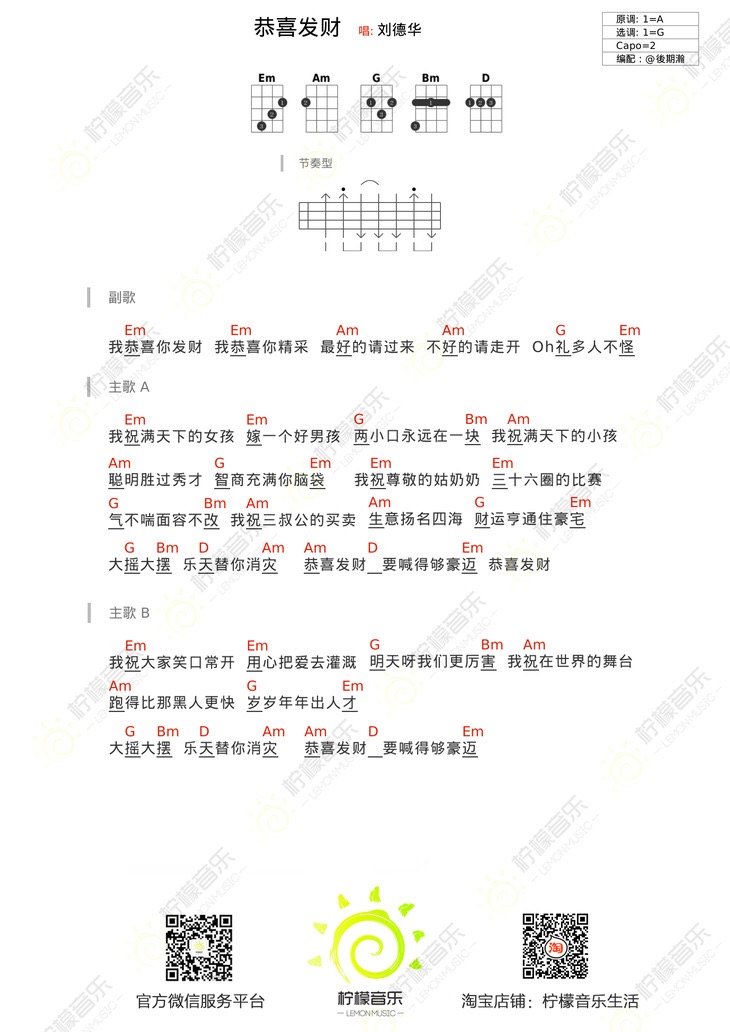 恭喜发财 唱: 刘德华
原调: 1=A
选调: 1=G
Capo=2
编配: @後期瀚
Em Am G Bm D
节奏型
副歌
Em Em Am Am G Em
我恭喜你发财 我恭喜你精采 最好的请过来 不好的请走开 Oh礼多人不怪
主歌 A
Em Em G Bm Am
我祝满天下的女孩 嫁一个好男孩 两小口永远在一块 我祝满天下的小孩
Am G Em Em Em
聪明胜过秀才 智商充满你脑袋 我祝尊敬的姑奶奶 三十六圈的比赛
G Bm Am Am G Em
气不喘面容不改 我祝三叔公的买卖 生意扬名四海 财运亨通住豪宅
G Bm D Am Am D Em
大摇大摆 乐天替你消灾 恭喜发财 要喊得够豪迈 恭喜发财
主歌 B
Em Em G Bm Am
我祝大家笑口常开 用心把爱去灌溉 明天呀我们更厉害 我祝在世界的舞台
Am G Em
跑得比那黑人更快 岁岁年年出人才
G Bm D Am Am D Em
大摇大摆 乐天替你消灾 恭喜发财 要喊得够豪迈
淘
官方微信服务平台
柠檬音乐
LEMON MUSIC
淘宝店铺：柠檬音乐生活